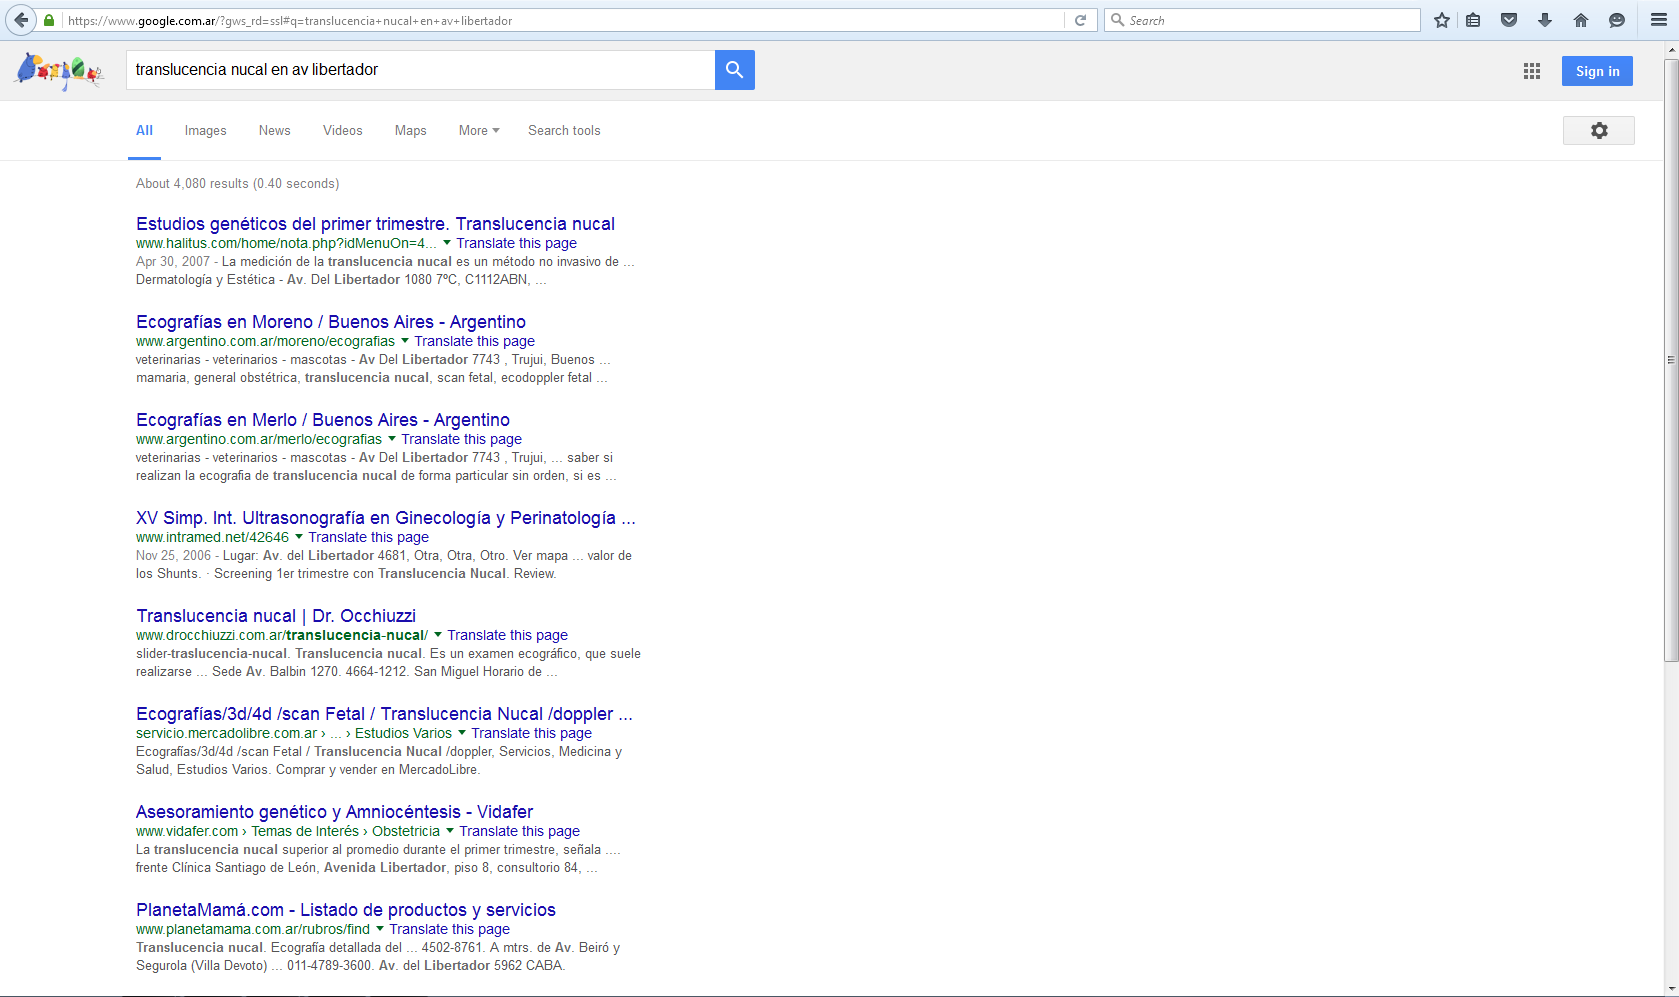 https://www.google.com.ar/?gws_rd=ssl#q=translucencia+nucal+en+av+libertador
Search
translucencia nucal en av libertador
Sign in
All Images News Videos Maps More Search tools
About 4,080 results (0.40 seconds)
Estudios genéticos del primer trimestre. Translucencia nucal
www.halitus.com/home/nota.php?idMenuOn=4... Translate this page
Apr 30, 2007 - La medición de la translucencia nucal es un método no invasivo de ...
Dermatología y Estética - Av. Del Libertador 1080 7ºC, C1112ABN, ...
Ecografías en Moreno / Buenos Aires - Argentino
www.argentino.com.ar/moreno/ecografias Translate this page
veterinarias - veterinarios - mascotas - Av Del Libertador 7743 , Trujui, Buenos ...
mamaria, general obstétrica, translucencia nucal, scan fetal, ecodoppler fetal ...
Ecografías en Merlo / Buenos Aires - Argentino
www.argentino.com.ar/merlo/ecografias Translate this page
veterinarias - veterinarios - mascotas - Av Del Libertador 7743 , Trujui, ... saber si
realizan la ecografia de translucencia nucal de forma particular sin orden, si es ...
XV Simp. Int. Ultrasonografía en Ginecología y Perinatología ...
www.intramed.net/42646 Translate this page
Nov 25, 2006 - Lugar: Av. del Libertador 4681, Otra, Otra, Otro. Ver mapa ... valor de
los Shunts. · Screening 1er trimestre con Translucencia Nucal. Review.
Translucencia nucal | Dr. Occhiuzzi
www.drocchiuzzi.com.ar/translucencia-nucal/ Translate this page
slider-traslucencia-nucal. Translucencia nucal. Es un examen ecográfico, que suele
realizarse ... Sede Av. Balbin 1270. 4664-1212. San Miguel Horario de ...
Ecografías/3d/4d /scan Fetal / Translucencia Nucal /doppler ...
servicio.mercadolibre.com.ar › ... › Estudios Varios Translate this page
Ecografías/3d/4d /scan Fetal / Translucencia Nucal /doppler, Servicios, Medicina y
Salud, Estudios Varios. Comprar y vender en MercadoLibre.
Asesoramiento genético y Amniocéntesis - Vidafer
www.vidafer.com › Temas de Interés › Obstetricia Translate this page
La translucencia nucal superior al promedio durante el primer trimestre, señala ....
frente Clínica Santiago de León, Avenida Libertador, piso 8, consultorio 84, ...
PlanetaMamá.com - Listado de productos y servicios
www.planetamama.com.ar/rubros/find Translate this page
Translucencia nucal. Ecografía detallada del ... 4502-8761. A mtrs. de Av. Beiró y
Segurola (Villa Devoto) ... 011-4789-3600. Av. del Libertador 5962 CABA.